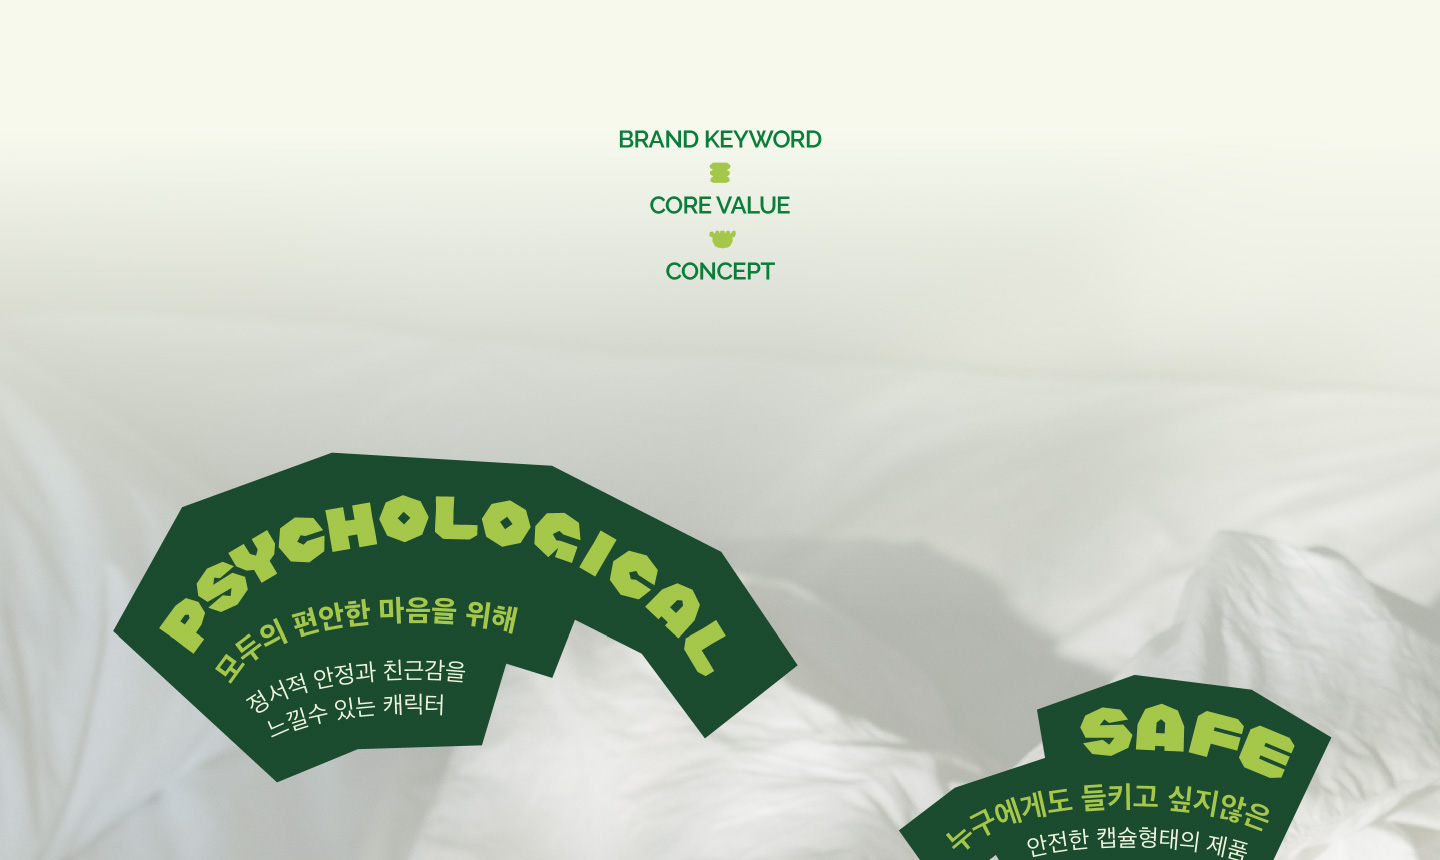 BRAND KEYWORD
CORE VALUE
CONCEPT
PSYCHOLOGICAL
모두의 편안한 마음을 위해
정서적 안정과 친근감을
느낄수 있는 캐릭터
SAFE
누구에게도 들키고 싶지않은
안전한 캡슐형태의 제품